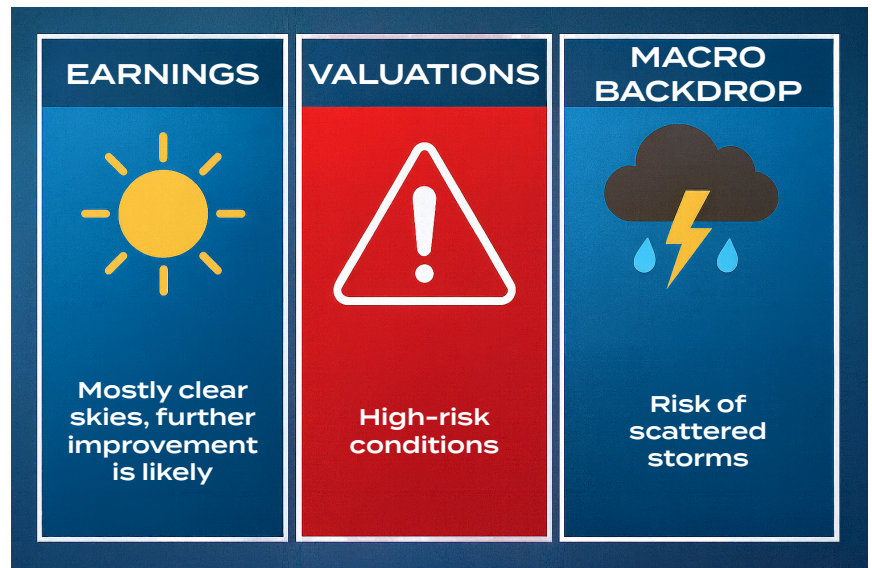 EARNINGS
Mostly clear
skies, further
improvement
is likely
VALUATIONS
High-risk
conditions
MACRO
BACKDROP
Risk of
scattered
storms